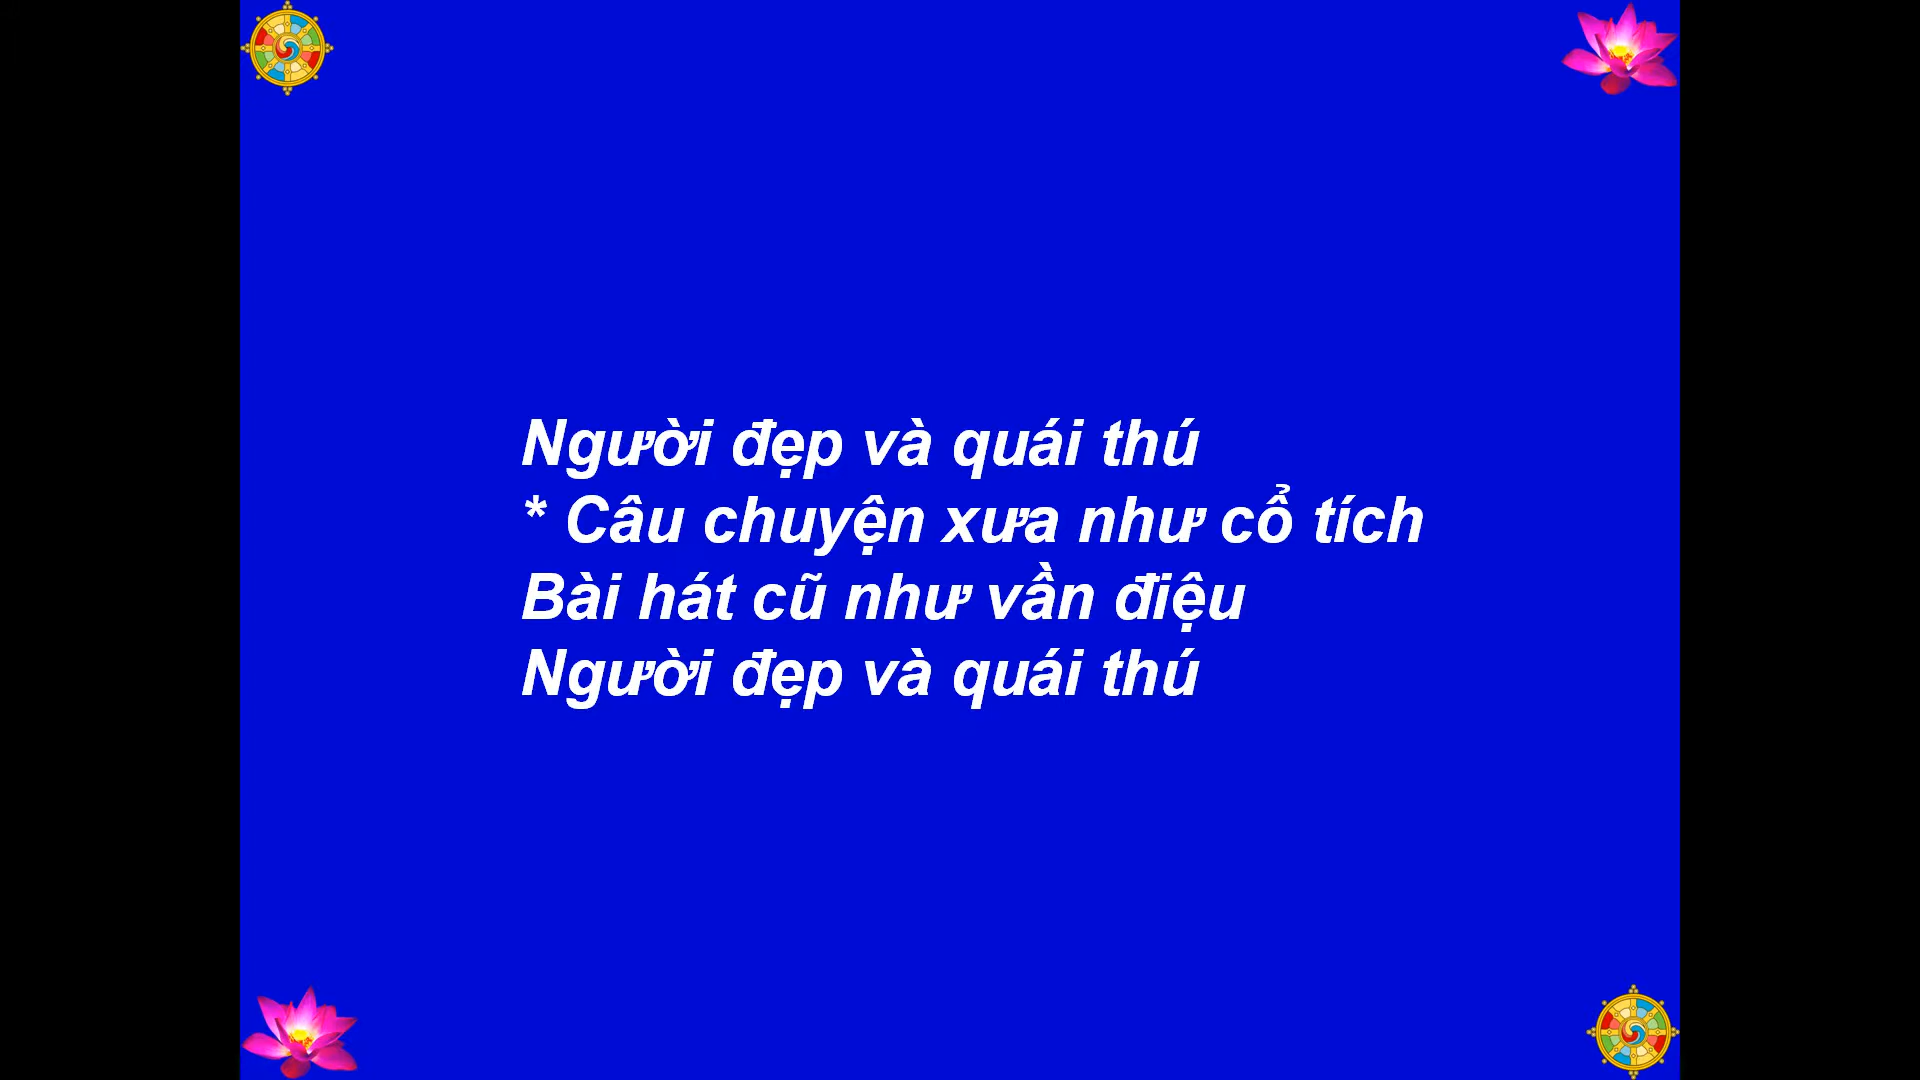 Người đẹp và quái thú
* Câu chuyện xưa như cổ tích
Bài hát cũ như vần điệu
Người đẹp và quái thú